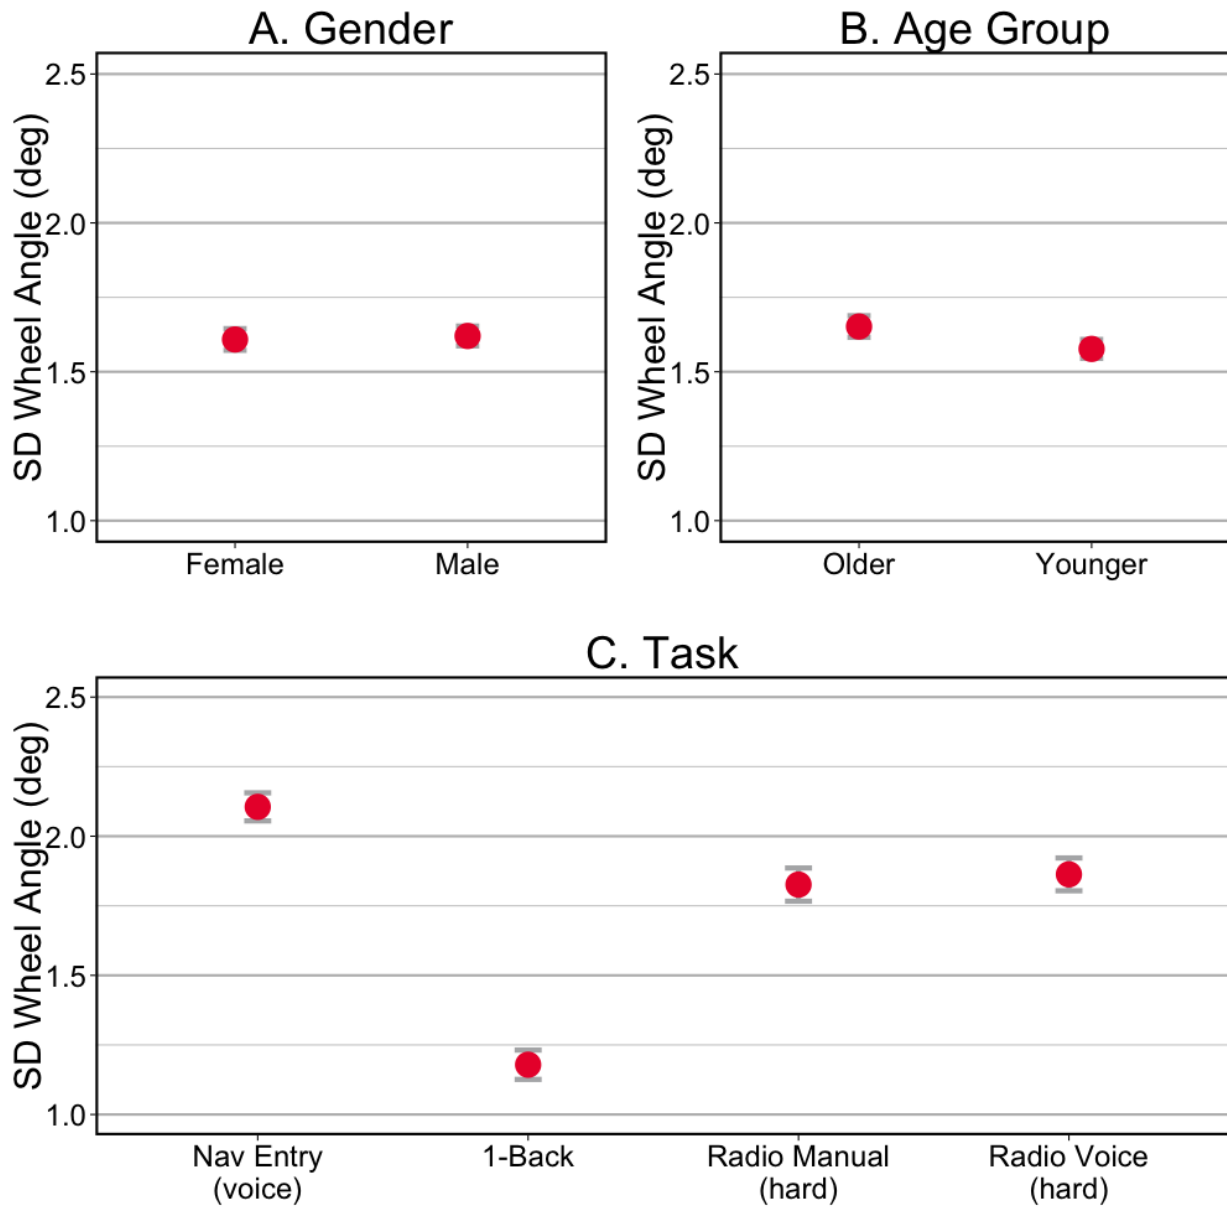 A. Gender
SD Wheel Angle (deg)
2.5
2.0
1.5
1.0
Female Male
B. Age Group
SD Wheel Angle (deg)
2.5
2.0
1.5
1.0
Older Younger
C. Task
SD Wheel Angle (deg)
2.5
2.0
1.5
1.0
Nav Entry 1-Back Radio Manual Radio Voice
(voice) (hard) (hard)